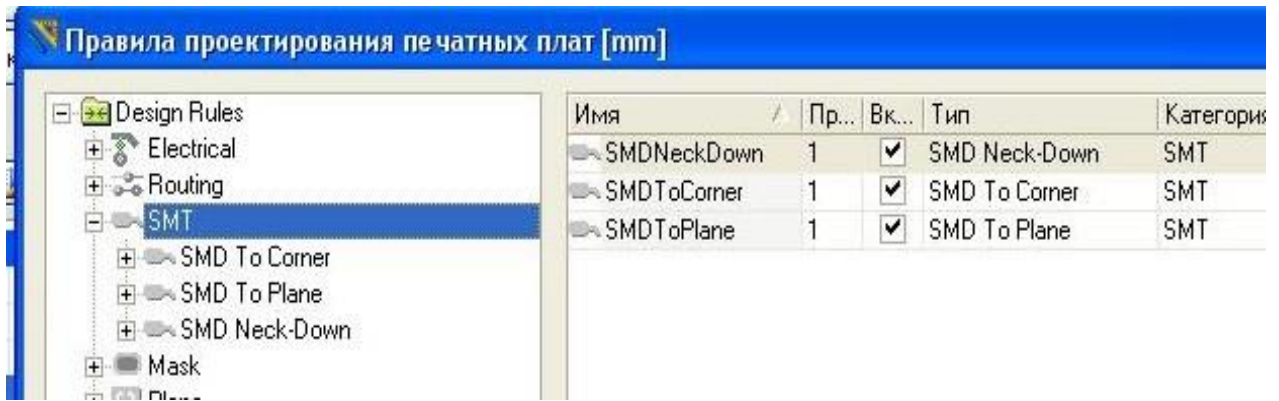 Правила проектирования печатных плат [mm]
Design Rules
Electrical
Routing
SMT
SMD To Corner
SMD To Plane
SMD Neck-Down
Mask
Plane
Имя Пр... Вк... Тип Категория
SMDNeckDown 1 SMD Neck-Down SMT
SMDToCorner 1 SMD To Corner SMT
SMDToPlane 1 SMD To Plane SMT